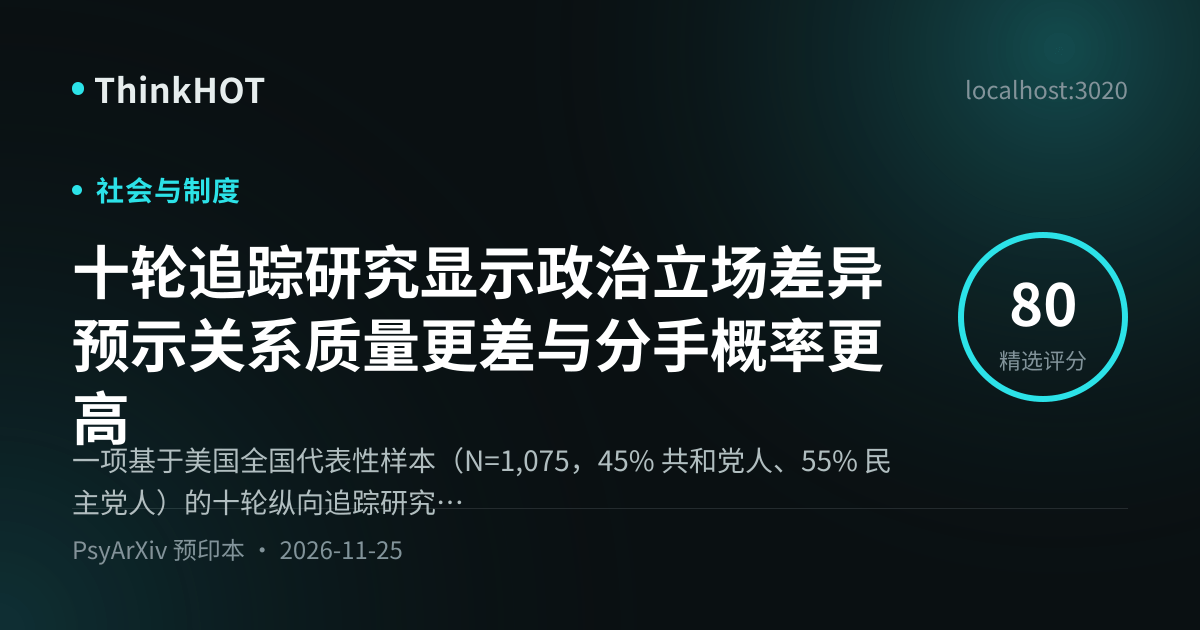 ThinkHOT
localhost:3020
社会与制度
十轮追踪研究显示政治立场差异
预示关系质量更差与分手概率更
高
80
精选评分
一项基于美国全国代表性样本（N=1,075，45% 共和党人、55% 民
主党人）的十轮纵向追踪研究…
PsyArXiv 预印本 · 2026-11-25